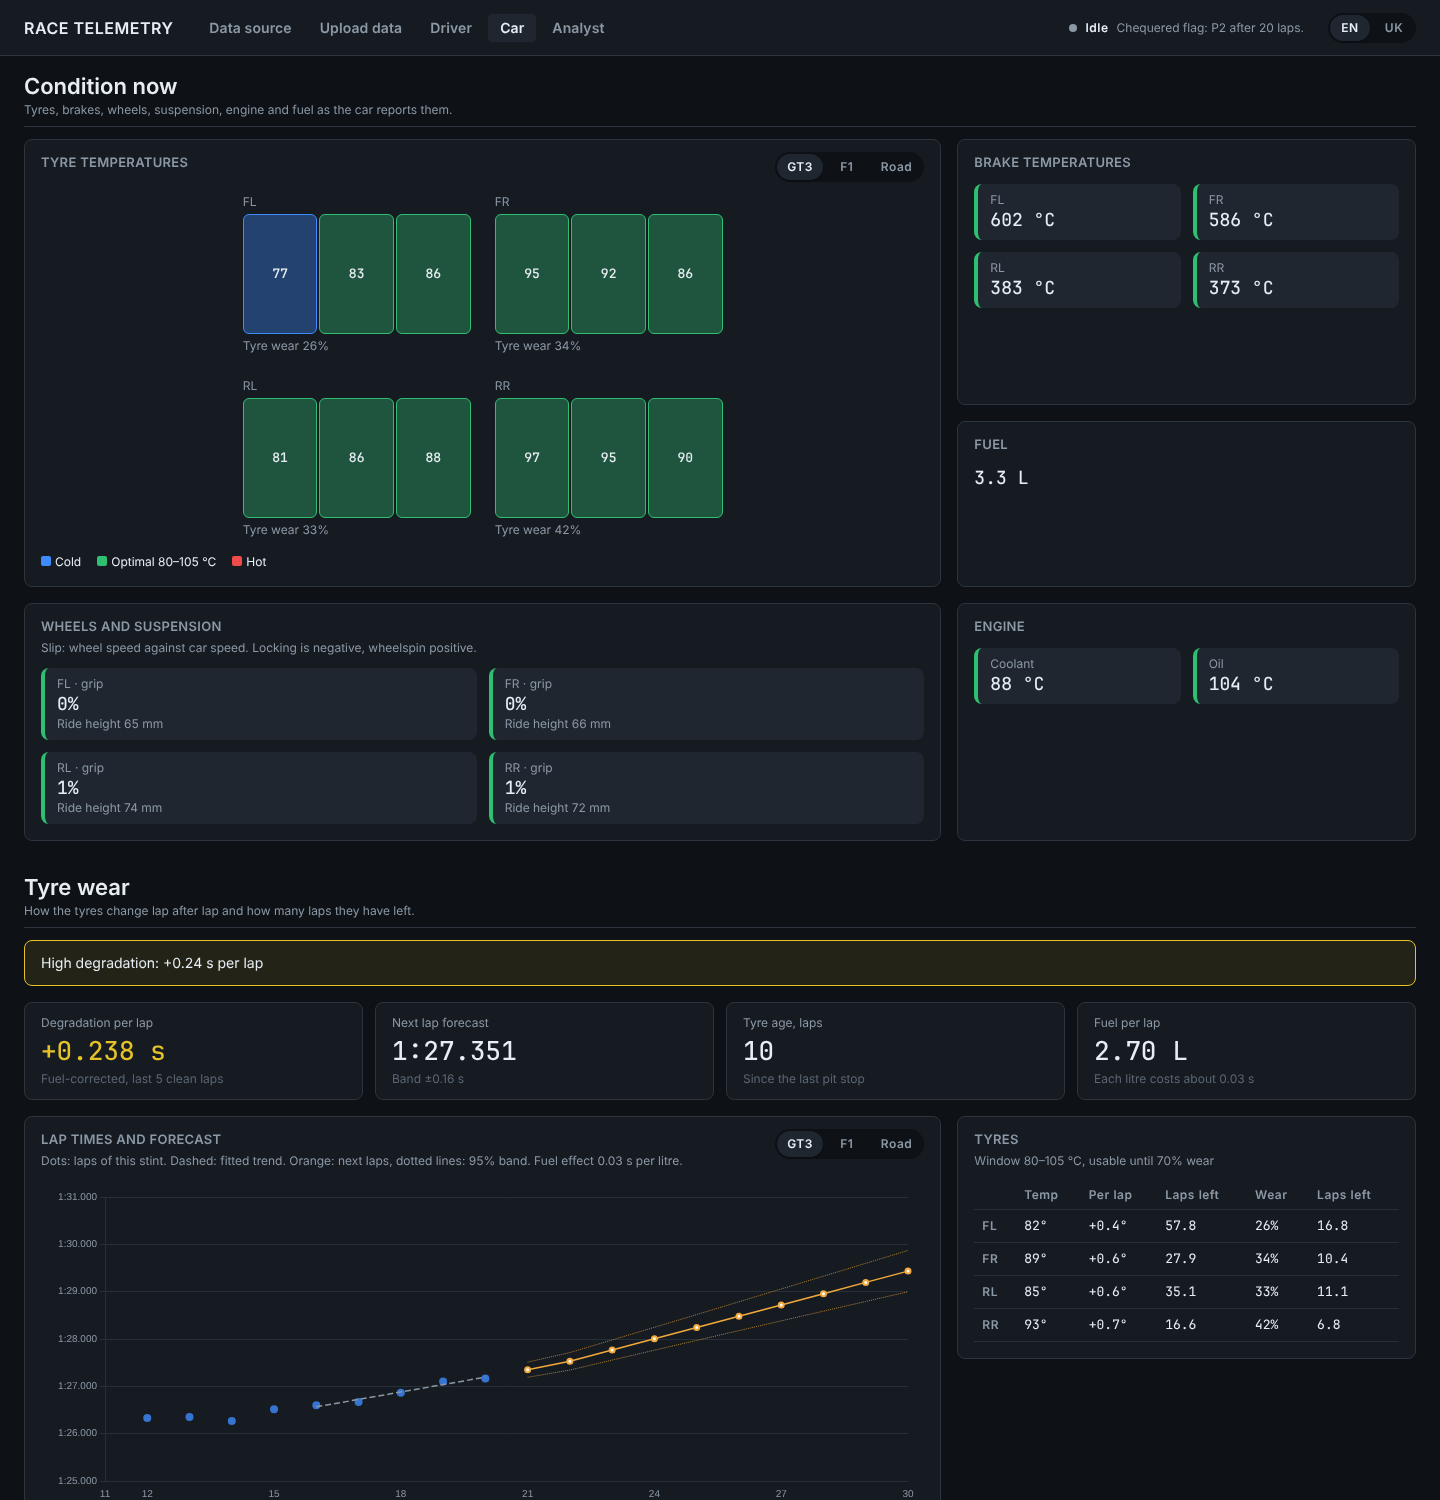 RACE TELEMETRY
Data source
Upload data
Driver
Car
Analyst
Idle
Chequered flag: P2 after 20 laps.
EN
UK
Condition now
Tyres, brakes, wheels, suspension, engine and fuel as the car reports them.
TYRE TEMPERATURES
GT3
F1
Road
FL
77
83
86
Tyre wear 26%
FR
95
92
86
Tyre wear 34%
RL
81
86
88
Tyre wear 33%
RR
97
95
90
Tyre wear 42%
Cold
Optimal 80–105 °C
Hot
BRAKE TEMPERATURES
FL
602 °C
FR
586 °C
RL
383 °C
RR
373 °C
FUEL
3.3 L
WHEELS AND SUSPENSION
Slip: wheel speed against car speed. Locking is negative, wheelspin positive.
FL · grip
0%
Ride height 65 mm
FR · grip
0%
Ride height 66 mm
RL · grip
1%
Ride height 74 mm
RR · grip
1%
Ride height 72 mm
ENGINE
Coolant
88 °C
Oil
104 °C
Tyre wear
How the tyres change lap after lap and how many laps they have left.
High degradation: +0.24 s per lap
Degradation per lap
+0.238 s
Fuel-corrected, last 5 clean laps
Next lap forecast
1:27.351
Band ±0.16 s
Tyre age, laps
10
Since the last pit stop
Fuel per lap
2.70 L
Each litre costs about 0.03 s
LAP TIMES AND FORECAST
GT3
F1
Road
Dots: laps of this stint. Dashed: fitted trend. Orange: next laps, dotted lines: 95% band. Fuel effect 0.03 s per litre.
1:31.000
1:30.000
1:29.000
1:28.000
1:27.000
1:26.000
1:25.000
11 12 15 18 21 24 27 30
TYRES
Window 80–105 °C, usable until 70% wear
Temp Per lap Laps left Wear Laps left
FL 82° +0.4° 57.8 26% 16.8
FR 89° +0.6° 27.9 34% 10.4
RL 85° +0.6° 35.1 33% 11.1
RR 93° +0.7° 16.6 42% 6.8